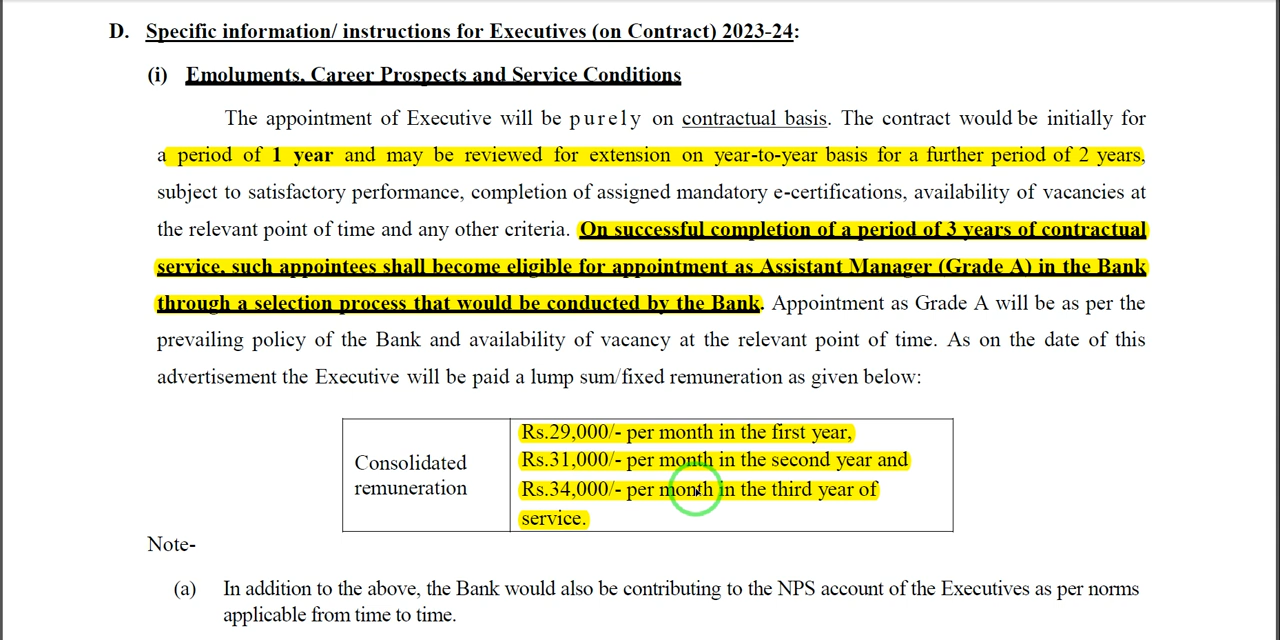 D. Specific information/ instructions for Executives (on Contract) 2023-24:
(i) Emoluments, Career Prospects and Service Conditions
The appointment of Executive will be purely on contractual basis. The contract would be initially for
a period of 1 year and may be reviewed for extension on year-to-year basis for a further period of 2 years,
subject to satisfactory performance, completion of assigned mandatory e-certifications, availability of vacancies at
the relevant point of time and any other criteria. On successful completion of a period of 3 years of contractual
service, such appointees shall become eligible for appointment as Assistant Manager (Grade A) in the Bank
through a selection process that would be conducted by the Bank. Appointment as Grade A will be as per the
prevailing policy of the Bank and availability of vacancy at the relevant point of time. As on the date of this
advertisement the Executive will be paid a lump sum/fixed remuneration as given below:
Consolidated
remuneration
Rs.29,000/- per month in the first year,
Rs.31,000/- per month in the second year and
Rs.34,000/- per month in the third year of
service.
Note-
(a) In addition to the above, the Bank would also be contributing to the NPS account of the Executives as per norms
applicable from time to time.